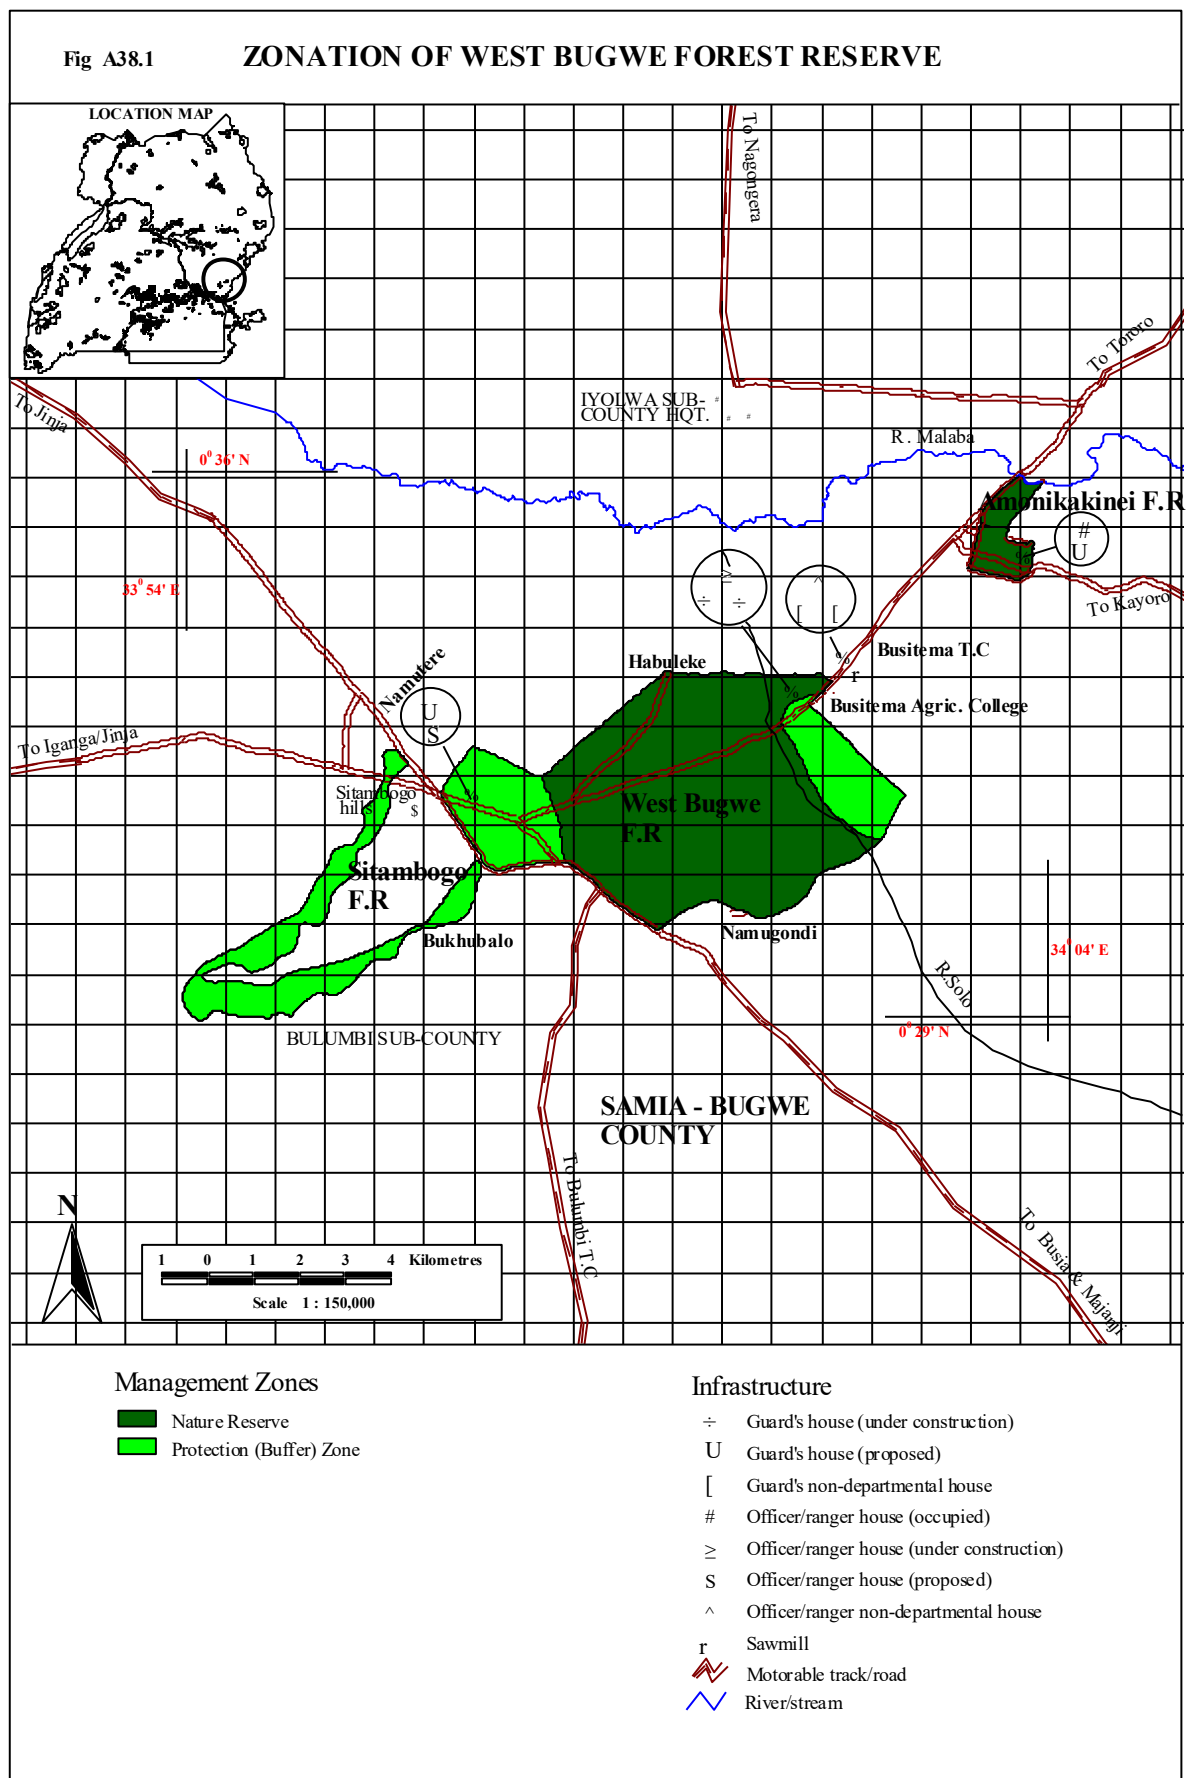 Fig A38.1
ZONATION OF WEST BUGWE FOREST RESERVE
LOCATION MAP
To Nagongera
To Tororo
To Jinja
IYOLWA SUB-
COUNTY HQT.
R. Malaba
0° 36' N
Amonikakinei F.R
#
U
33° 54' E
≥
÷ ÷
^
[ [
To Kayoro
Busitema T.C
r
Habuleke
Namutere
Busitema Agric. College
U
S
To Iganga/Jinja
Sitambogo
hills
$
West Bugwe
F.R
Sitambogo
F.R
Namugondi
Bukhubalo
34° 04' E
R.Solo
0° 29' N
BULUMBI SUB-COUNTY
SAMIA - BUGWE
COUNTY
To Bulumbi T.C
To Busia & Majanji
N
1 0 1 2 3 4 Kilometres
Scale 1 : 150,000
Management Zones
Nature Reserve
Protection (Buffer) Zone
Infrastructure
÷ Guard's house (under construction)
U Guard's house (proposed)
[ Guard's non-departmental house
# Officer/ranger house (occupied)
≥ Officer/ranger house (under construction)
S Officer/ranger house (proposed)
^ Officer/ranger non-departmental house
r Sawmill
Motorable track/road
River/stream